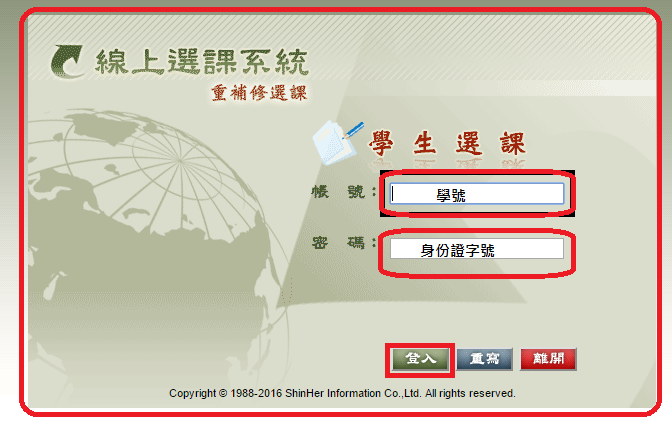 線上選課系統
重補修選課
學生選課
帳 號：
學號
密 碼：
身份證字號
登入 重寫 離開
Copyright © 1988-2016 ShinHer Information Co.,Ltd. All rights reserved.